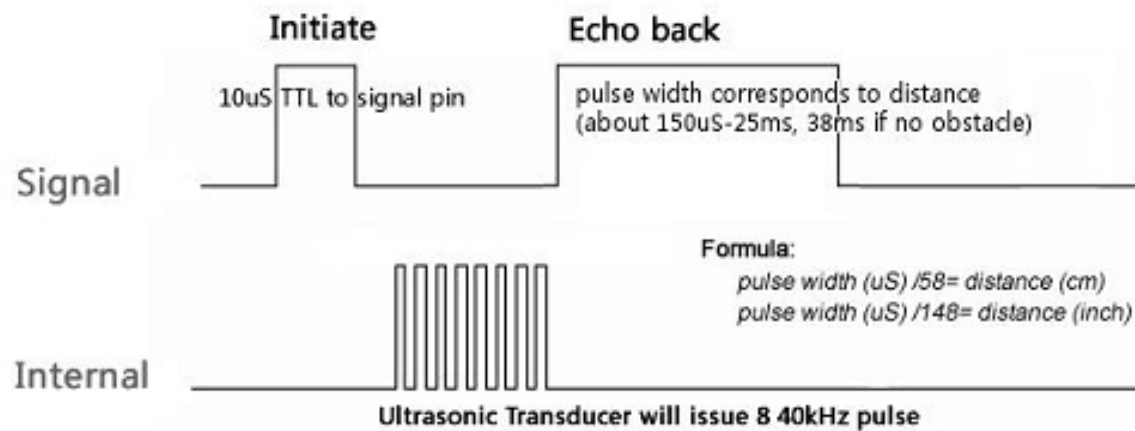 Initiate
Echo back
10uS TTL to signal pin
pulse width corresponds to distance
(about 150uS-25ms, 38ms if no obstacle)
Signal
Formula:
pulse width (uS) /58= distance (cm)
pulse width (uS) /148= distance (inch)
Internal
Ultrasonic Transducer will issue 8 40kHz pulse